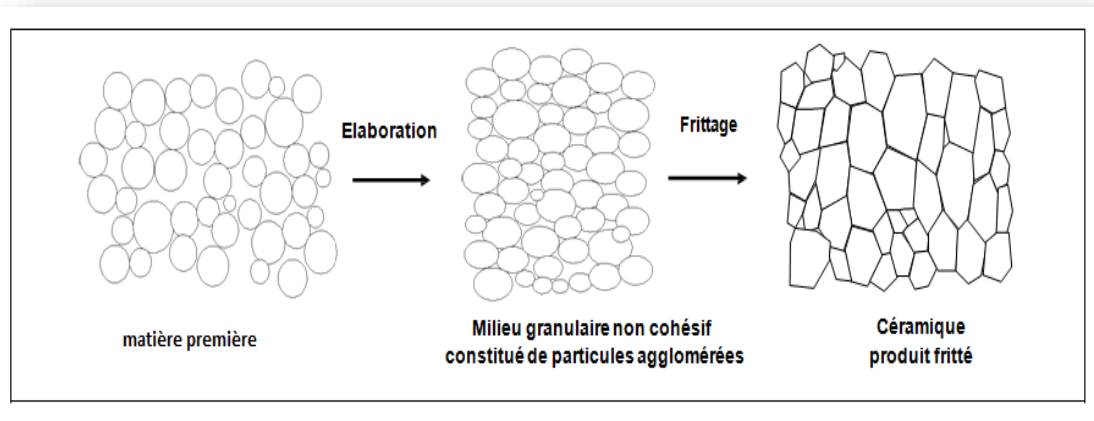 Elaboration
Frittage
matière première
Milieu granulaire non cohésif
constitué de particules agglomérées
Céramique
produit fritté